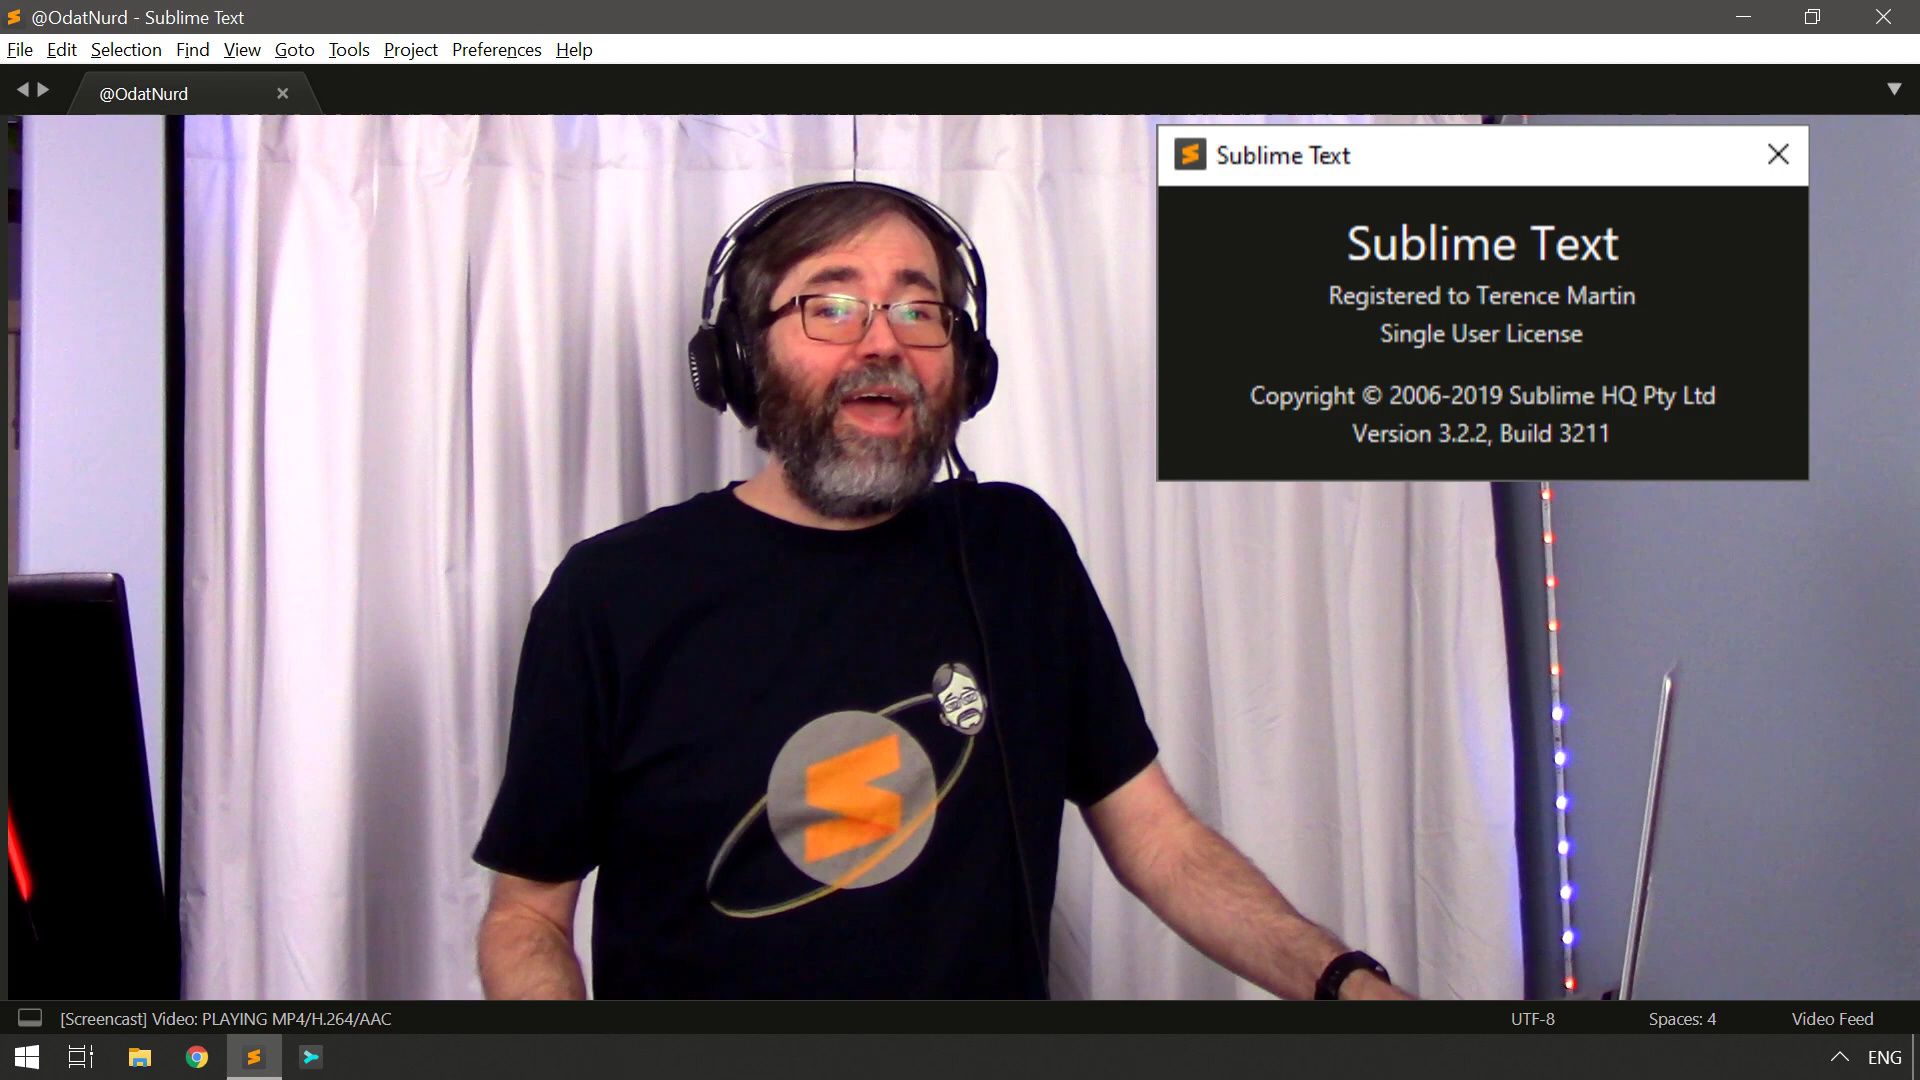 @OdatNurd - Sublime Text
File Edit Selection Find View Goto Tools Project Preferences Help
@OdatNurd
Sublime Text
Sublime Text
Registered to Terence Martin
Single User License
Copyright © 2006-2019 Sublime HQ Pty Ltd
Version 3.2.2, Build 3211
[Screencast] Video: PLAYING MP4/H.264/AAC UTF-8 Spaces: 4 Video Feed
ENG